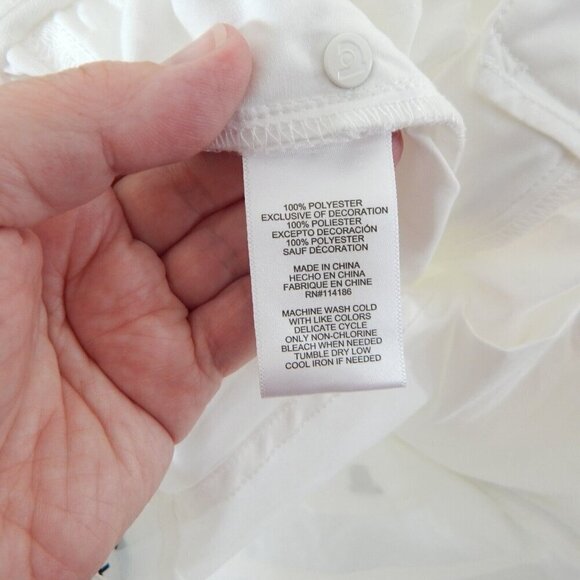 100% POLYESTER
EXCLUSIVE OF DECORATION
100% POLIESTER
EXCEPTO DECORACIÓN
100% POLYESTER
SAUF DÉCORATION
MADE IN CHINA
HECHO EN CHINA
FABRIQUE EN CHINE
RN#114186
MACHINE WASH COLD
WITH LIKE COLORS
DELICATE CYCLE
ONLY NON-CHLORINE
BLEACH WHEN NEEDED
TUMBLE DRY LOW
COOL IRON IF NEEDED